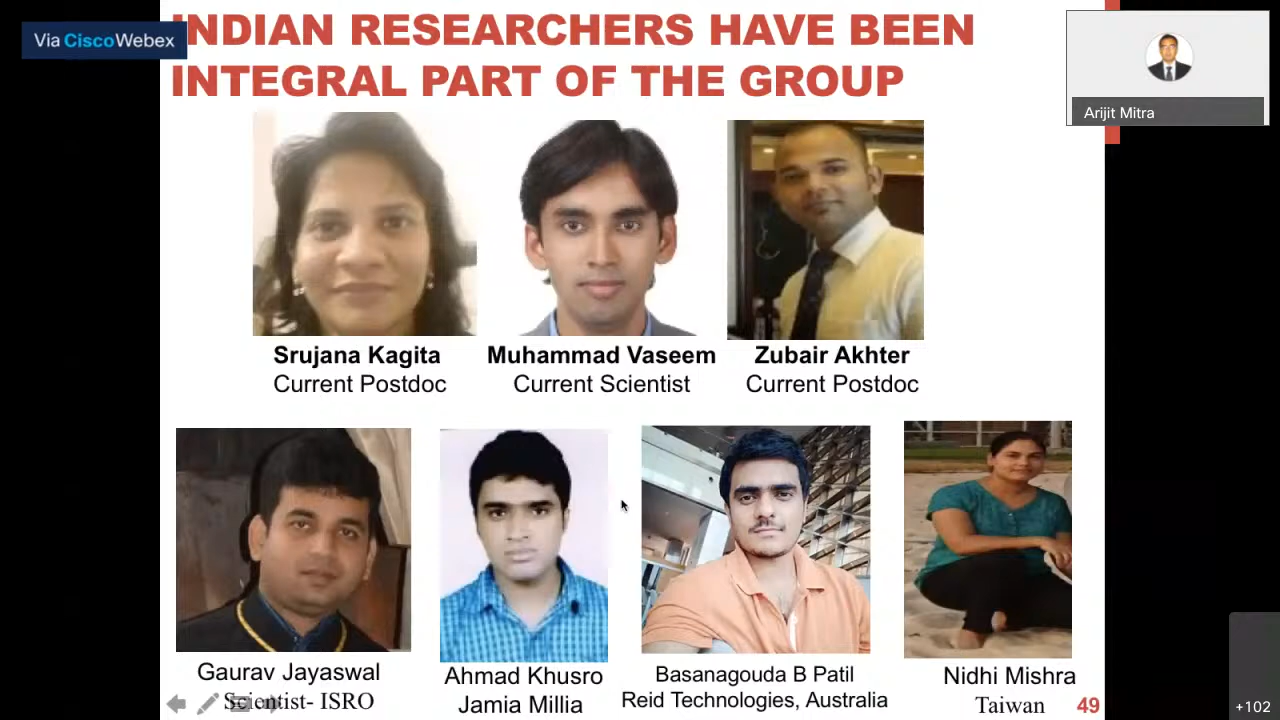 Via Cisco Webex
INDIAN RESEARCHERS HAVE BEEN
INTEGRAL PART OF THE GROUP
Arijit Mitra
Srujana Kagita
Current Postdoc
Muhammad Vaseem
Current Scientist
Zubair Akhter
Current Postdoc
Gaurav Jayaswal
Scientist- ISRO
Ahmad Khusro
Jamia Millia
Basanagouda B Patil
Reid Technologies, Australia
Nidhi Mishra
Taiwan
49
+102